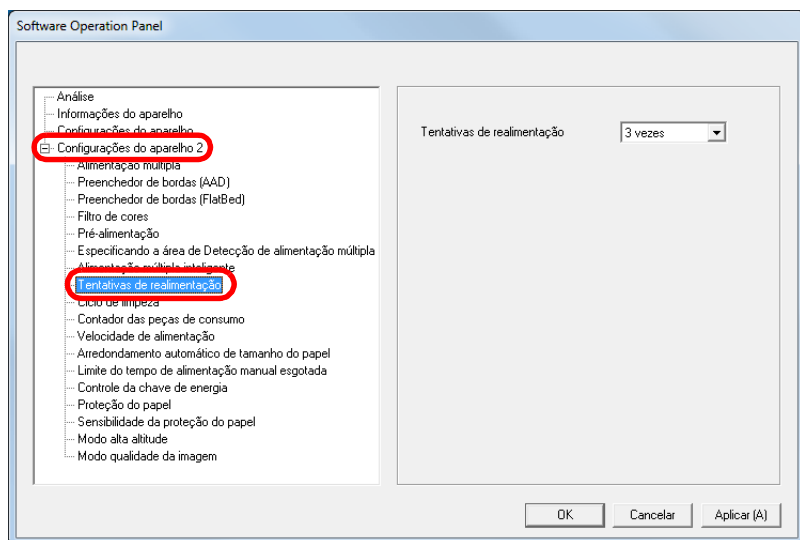 Software Operation Panel
Análise
Informações do aparelho
Configurações do aparelho
Configurações do aparelho 2
Alimentação múltipla
Preenchedor de bordas (AAD)
Preenchedor de bordas (FlatBed)
Filtro de cores
Pré-alimentação
Especificando a área de Detecção de alimentação múltipla
Alimentação múltipla inteligente
Tentativas de realimentação
Ciclo de limpeza
Contador das peças de consumo
Velocidade de alimentação
Arredondamento automático de tamanho do papel
Limite do tempo de alimentação manual esgotada
Controle da chave de energia
Proteção do papel
Sensibilidade da proteção do papel
Modo alta altitude
Modo qualidade da imagem
Tentativas de realimentação 3 vezes
OK Cancelar Aplicar (A)